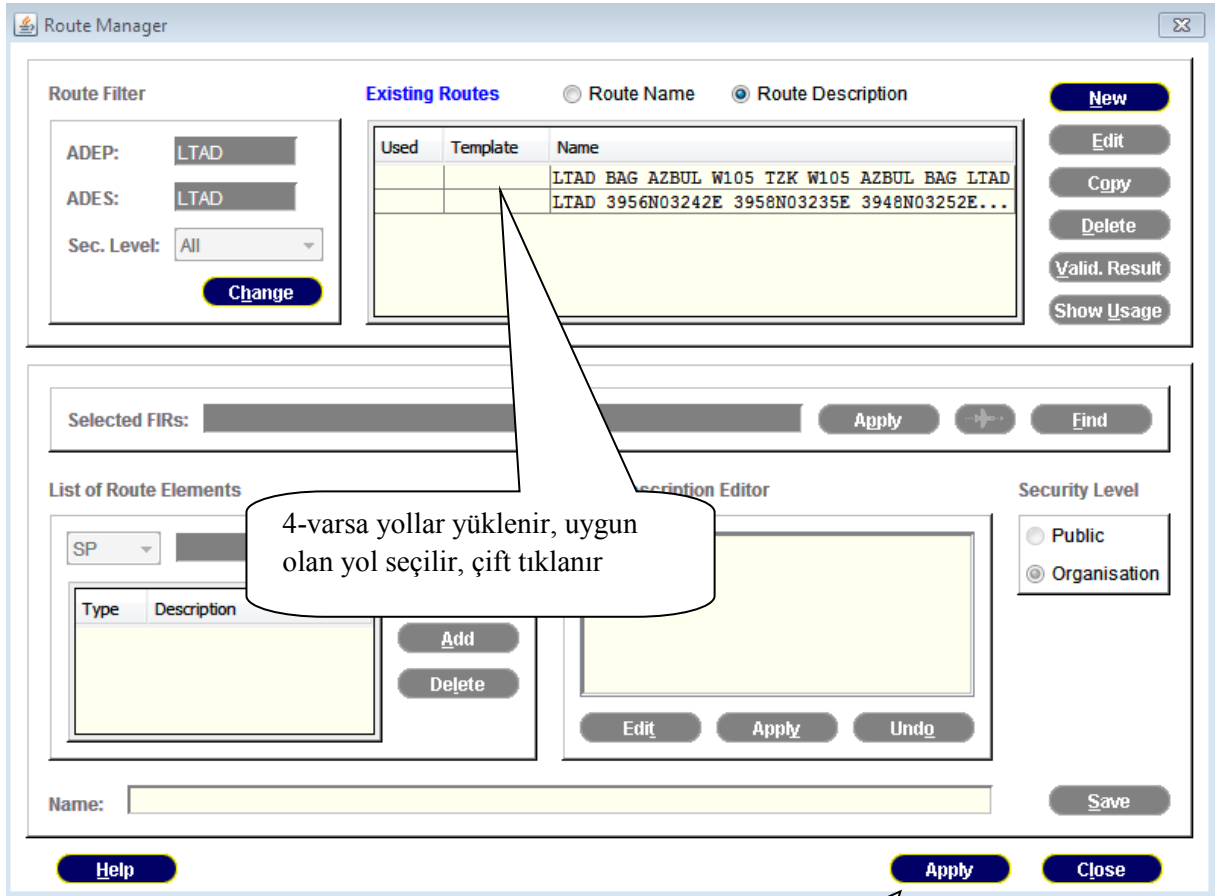 Route Manager
Route Filter
ADEP: LTAD
ADES: LTAD
Sec. Level: All
Change
Existing Routes Route Name Route Description
Used Template Name
LTAD BAG AZBUL W105 TZK W105 AZBUL BAG LTAD
LTAD 3956N03242E 3958N03235E 3948N03252E...
New
Edit
Copy
Delete
Valid. Result
Show Usage
Selected FIRs: Apply Find
List of Route Elements
SP
Type Description
Add
Delete
4-varsa yollar yüklenir, uygun
olan yol seçilir, çift tıklanır
Editor
Edit Apply Undo
Security Level
Public
Organisation
Name: Save
Help Apply Close